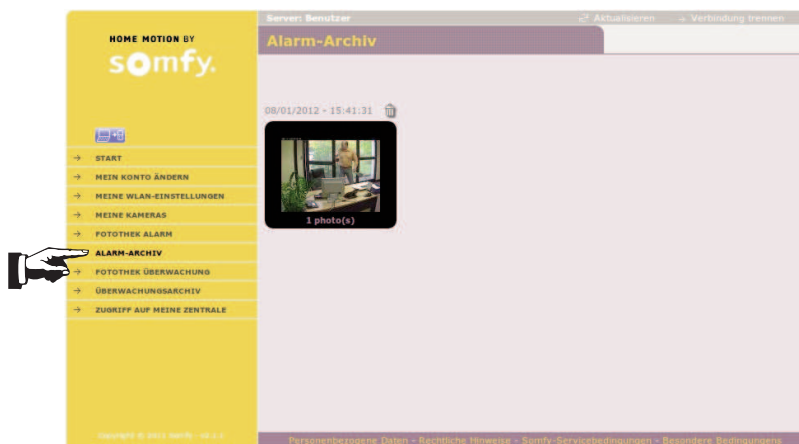 Server: Benutzer
Aktualisieren → Verbindung trennen
HOME MOTION BY
somfy.
Alarm-Archiv
08/01/2012 - 15:41:31
1 photo(s)
→ START
→ MEIN KONTO ÄNDERN
→ MEINE WLAN-EINSTELLUNGEN
→ MEINE KAMERAS
→ FOTOTHEK ALARM
ALARM-ARCHIV
→ FOTOTHEK ÜBERWACHUNG
→ ÜBERWACHUNGSARCHIV
→ ZUGRIFF AUF MEINE ZENTRALE
Personenbezogene Daten - Rechtliche Hinweise - Somfy-Servicebedingungen - Besondere Bedingungens